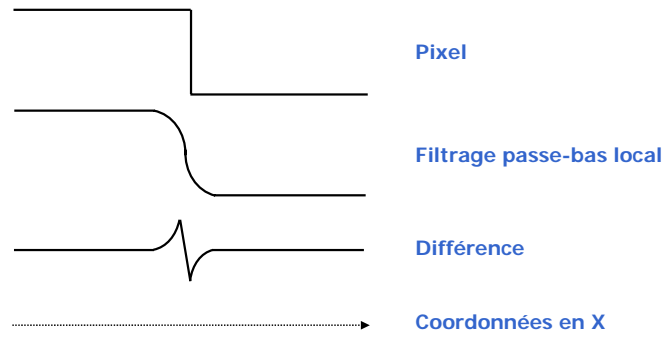 Pixel
Filtrage passe-bas local
Différence
Coordonnées en X